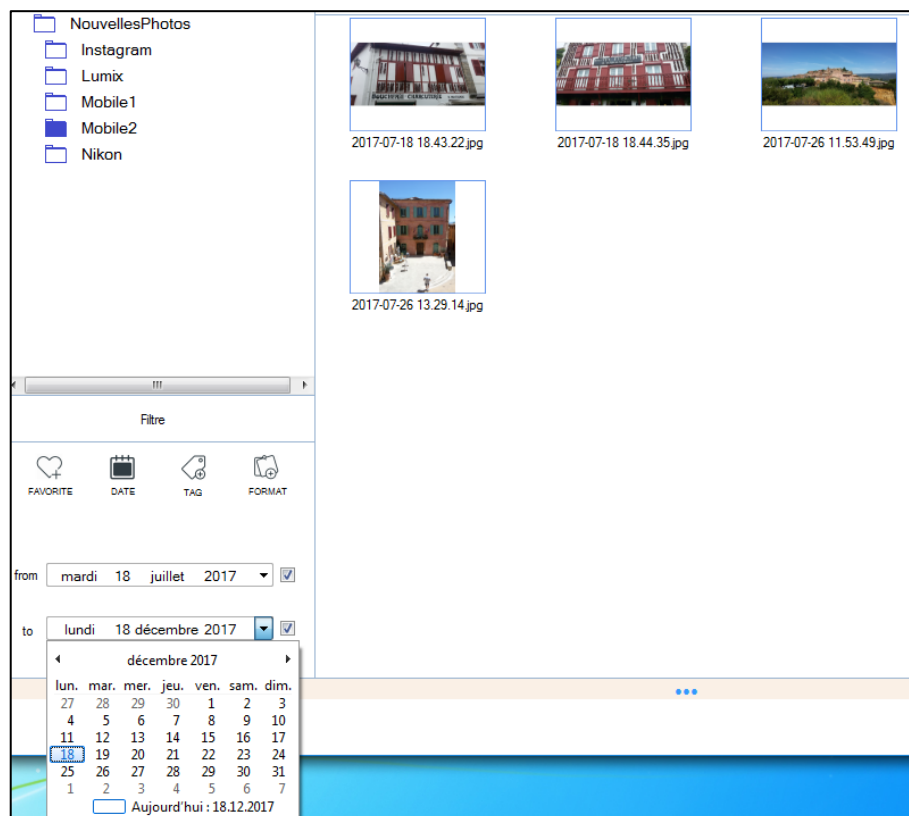 NouvellesPhotos
Instagram
Lumix
Mobile1
Mobile2
Nikon
BOUCHERIE CHARCUTERIE
2017-07-18 18.43.22.jpg
2017-07-18 18.44.35.jpg
2017-07-26 11.53.49.jpg
2017-07-26 13.29.14.jpg
Filtre
FAVORITE DATE TAG FORMAT
from mardi 18 juillet 2017
to lundi 18 décembre 2017
décembre 2017
lun. mar. mer. jeu. ven. sam. dim.
27 28 29 30 1 2 3
4 5 6 7 8 9 10
11 12 13 14 15 16 17
18 19 20 21 22 23 24
25 26 27 28 29 30 31
1 2 3 4 5 6 7
Aujourd'hui : 18.12.2017